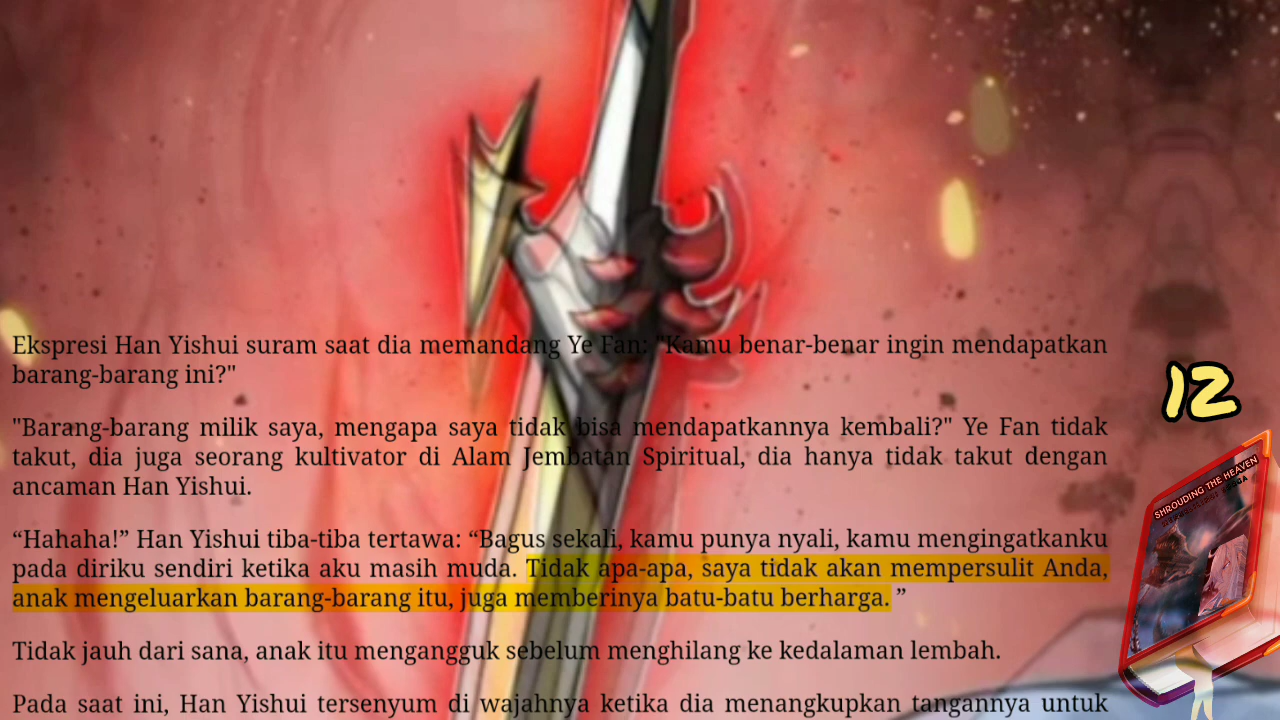 Ekspresi Han Yishui suram saat dia memandang Ye Fan: "Kamu benar-benar ingin mendapatkan
barang-barang ini?"
"Barang-barang milik saya, mengapa saya tidak bisa mendapatkannya kembali?" Ye Fan tidak
takut, dia juga seorang kultivator di Alam Jembatan Spiritual, dia hanya tidak takut dengan
ancaman Han Yishui.
“Hahaha!” Han Yishui tiba-tiba tertawa: “Bagus sekali, kamu punya nyali, kamu mengingatkanku
pada diriku sendiri ketika aku masih muda. Tidak apa-apa, saya tidak akan mempersulit Anda,
anak mengeluarkan barang-barang itu, juga memberinya batu-batu berharga. ”
Tidak jauh dari sana, anak itu mengangguk sebelum menghilang ke kedalaman lembah.
Pada saat ini, Han Yishui tersenyum di wajahnya ketika dia menangkupkan tangannya untuk
12
SHROUDING THE HEAVEN